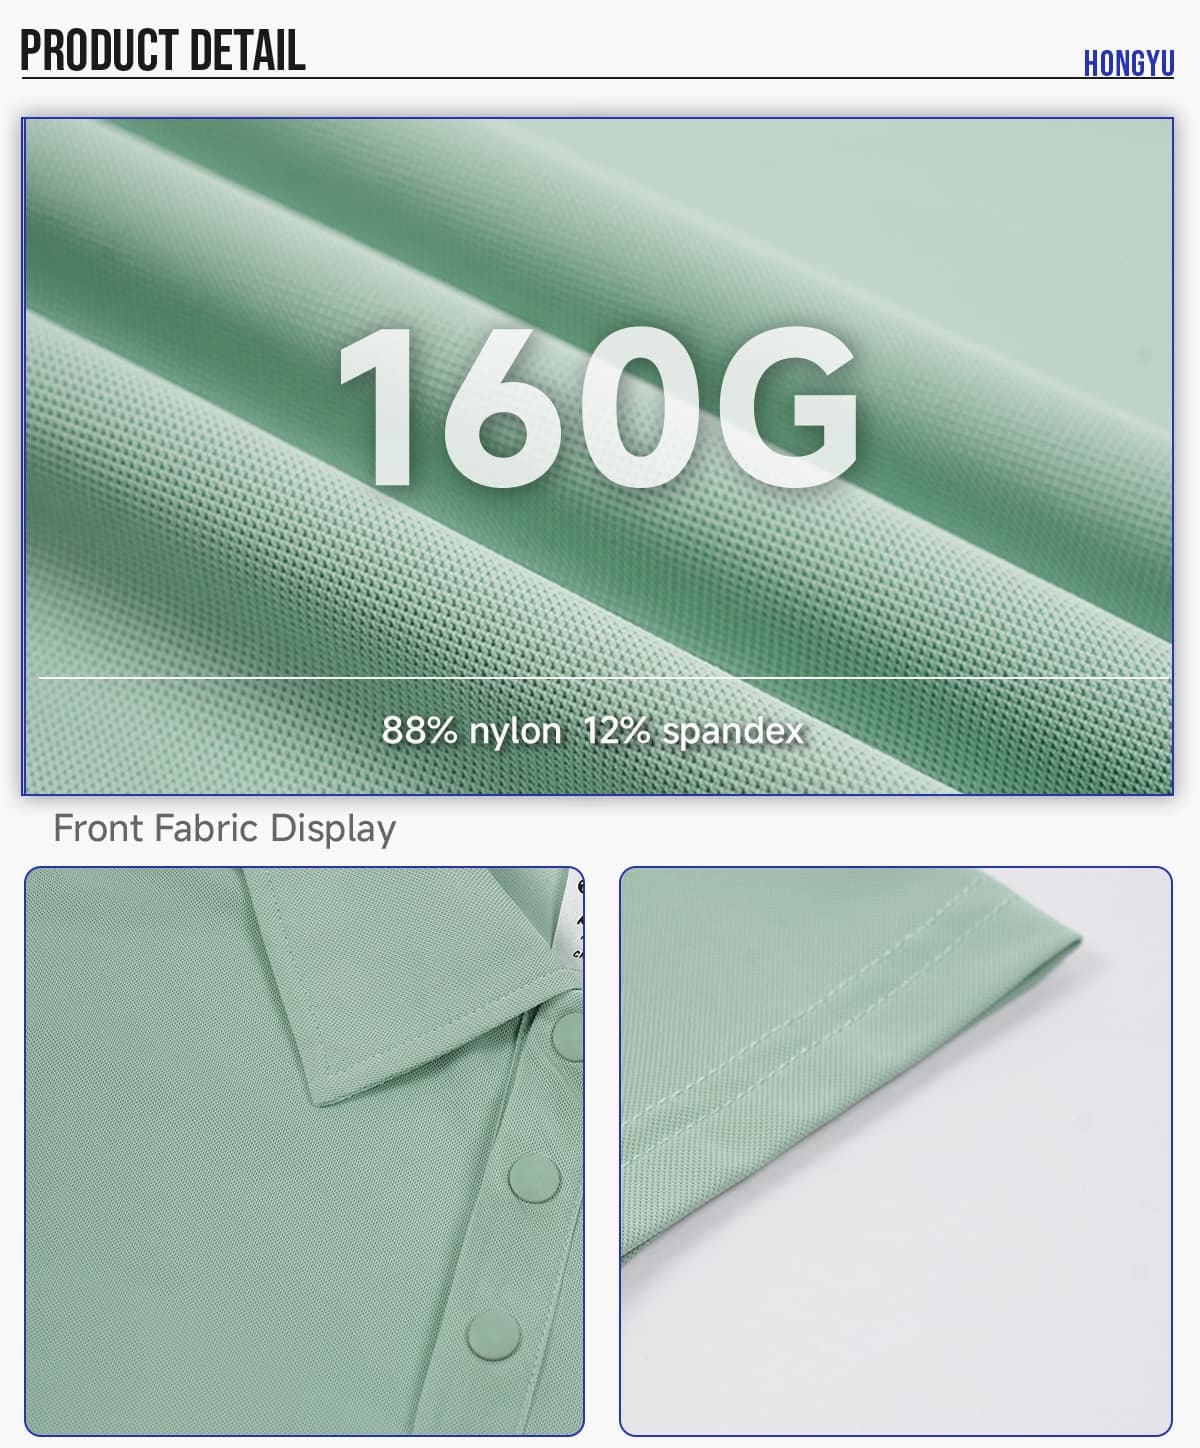 PRODUCT DETAIL
HONGYU
160G
88% nylon 12% spandex
Front Fabric Display